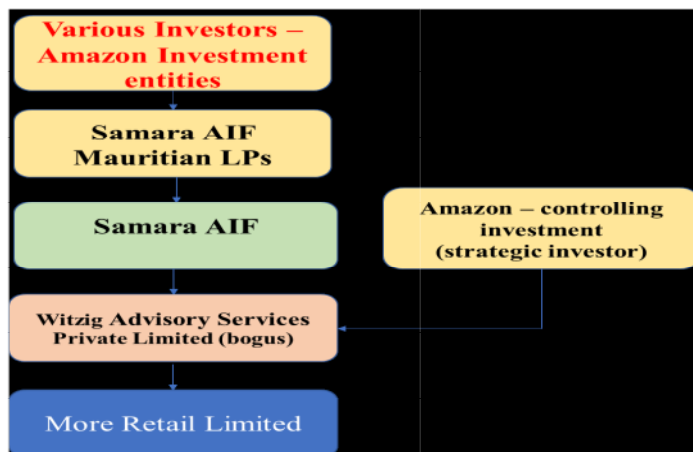 Various Investors –
Amazon Investment
entities
Samara AIF
Mauritian LPs
Samara AIF
Amazon – controlling
investment
(strategic investor)
Witzig Advisory Services
Private Limited (bogus)
More Retail Limited